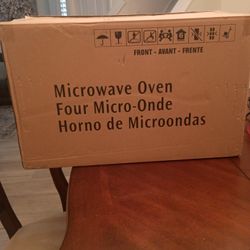 FRONT - AVANT - FRENTE
Microwave Oven
Four Micro-Onde
Horno de Microondas